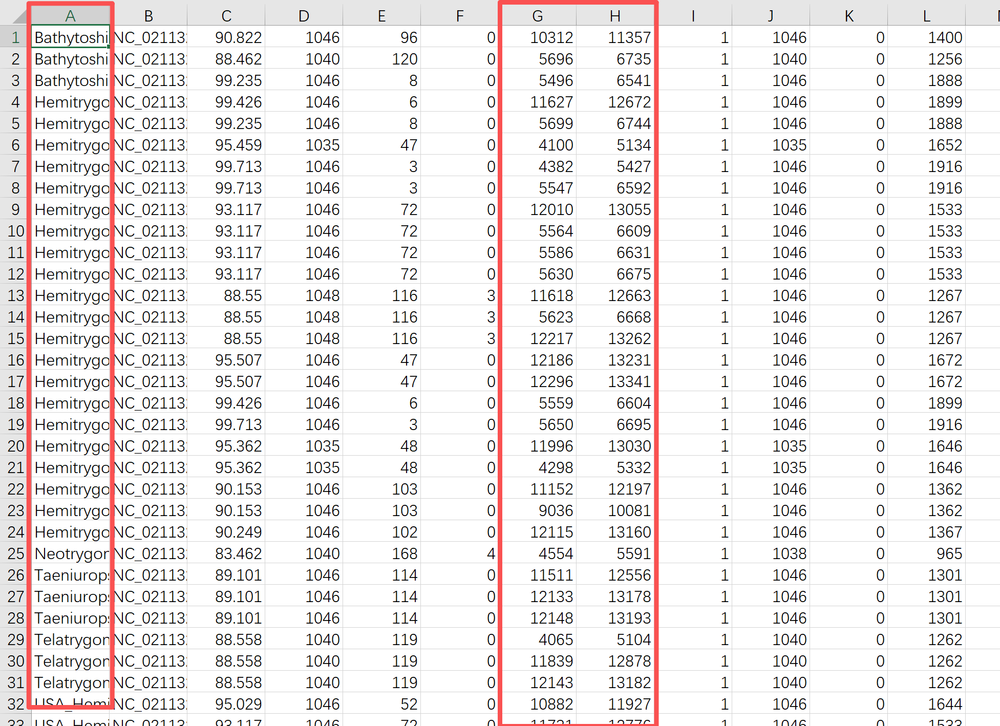 A B C D E F G H I J K L
1 Bathytoshi NC_02113 90.822 1046 96 0 10312 11357 1 1046 0 1400
2 Bathytoshi NC_02113 88.462 1040 120 0 5696 6735 1 1040 0 1256
3 Bathytoshi NC_02113 99.235 1046 8 0 5496 6541 1 1046 0 1888
4 Hemitrygo NC_02113 99.426 1046 6 0 11627 12672 1 1046 0 1899
5 Hemitrygo NC_02113 99.235 1046 8 0 5699 6744 1 1046 0 1888
6 Hemitrygo NC_02113 95.459 1035 47 0 4100 5134 1 1035 0 1652
7 Hemitrygo NC_02113 99.713 1046 3 0 4382 5427 1 1046 0 1916
8 Hemitrygo NC_02113 99.713 1046 3 0 5547 6592 1 1046 0 1916
9 Hemitrygo NC_02113 93.117 1046 72 0 12010 13055 1 1046 0 1533
10 Hemitrygo NC_02113 93.117 1046 72 0 5564 6609 1 1046 0 1533
11 Hemitrygo NC_02113 93.117 1046 72 0 5586 6631 1 1046 0 1533
12 Hemitrygo NC_02113 93.117 1046 72 0 5630 6675 1 1046 0 1533
13 Hemitrygo NC_02113 88.55 1048 116 3 11618 12663 1 1046 0 1267
14 Hemitrygo NC_02113 88.55 1048 116 3 5623 6668 1 1046 0 1267
15 Hemitrygo NC_02113 88.55 1048 116 3 12217 13262 1 1046 0 1267
16 Hemitrygo NC_02113 95.507 1046 47 0 12186 13231 1 1046 0 1672
17 Hemitrygo NC_02113 95.507 1046 47 0 12296 13341 1 1046 0 1672
18 Hemitrygo NC_02113 99.426 1046 6 0 5559 6604 1 1046 0 1899
19 Hemitrygo NC_02113 99.713 1046 3 0 5650 6695 1 1046 0 1916
20 Hemitrygo NC_02113 95.362 1035 48 0 11996 13030 1 1035 0 1646
21 Hemitrygo NC_02113 95.362 1035 48 0 4298 5332 1 1035 0 1646
22 Hemitrygo NC_02113 90.153 1046 103 0 11152 12197 1 1046 0 1362
23 Hemitrygo NC_02113 90.153 1046 103 0 9036 10081 1 1046 0 1362
24 Hemitrygo NC_02113 90.249 1046 102 0 12115 13160 1 1046 0 1367
25 Neotrygon NC_02113 83.462 1040 168 4 4554 5591 1 1038 0 965
26 Taeniurops NC_02113 89.101 1046 114 0 11511 12556 1 1046 0 1301
27 Taeniurops NC_02113 89.101 1046 114 0 12133 13178 1 1046 0 1301
28 Taeniurops NC_02113 89.101 1046 114 0 12148 13193 1 1046 0 1301
29 Telatrygon NC_02113 88.558 1040 119 0 4065 5104 1 1040 0 1262
30 Telatrygon NC_02113 88.558 1040 119 0 11839 12878 1 1040 0 1262
31 Telatrygon NC_02113 88.558 1040 119 0 12143 13182 1 1040 0 1262
32 USA_Hemi NC_02113 95.029 1046 52 0 10882 11927 1 1046 0 1644
33 USA_Hemi NC_02113 93.117 1046 72 0 11731 12776 1 1046 0 1533